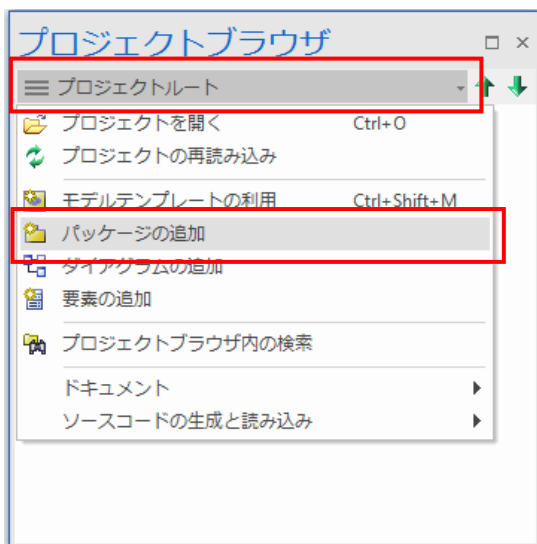 プロジェクトブラウザ
プロジェクトルート
プロジェクトを開く Ctrl+O
プロジェクトの再読み込み
モデルテンプレートの利用 Ctrl+Shift+M
パッケージの追加
ダイアグラムの追加
要素の追加
プロジェクトブラウザ内の検索
ドキュメント
ソースコードの生成と読み込み